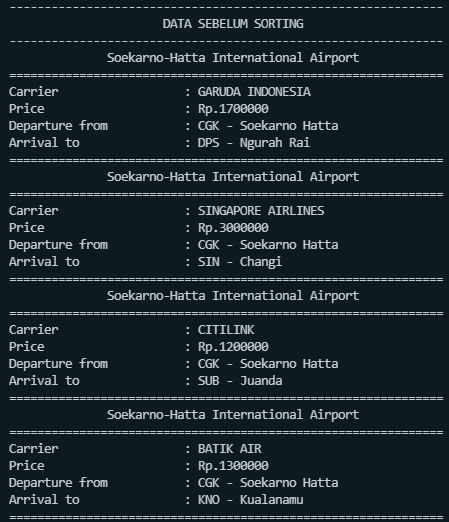 --------------------------------------------------------------
DATA SEBELUM SORTING
--------------------------------------------------------------
Soekarno-Hatta International Airport
==============================================================
Carrier : GARUDA INDONESIA
Price : Rp.1700000
Departure from : CGK - Soekarno Hatta
Arrival to : DPS - Ngurah Rai
==============================================================
Soekarno-Hatta International Airport
==============================================================
Carrier : SINGAPORE AIRLINES
Price : Rp.3000000
Departure from : CGK - Soekarno Hatta
Arrival to : SIN - Changi
==============================================================
Soekarno-Hatta International Airport
==============================================================
Carrier : CITILINK
Price : Rp.1200000
Departure from : CGK - Soekarno Hatta
Arrival to : SUB - Juanda
==============================================================
Soekarno-Hatta International Airport
==============================================================
Carrier : BATIK AIR
Price : Rp.1300000
Departure from : CGK - Soekarno Hatta
Arrival to : KNO - Kualanamu
==============================================================